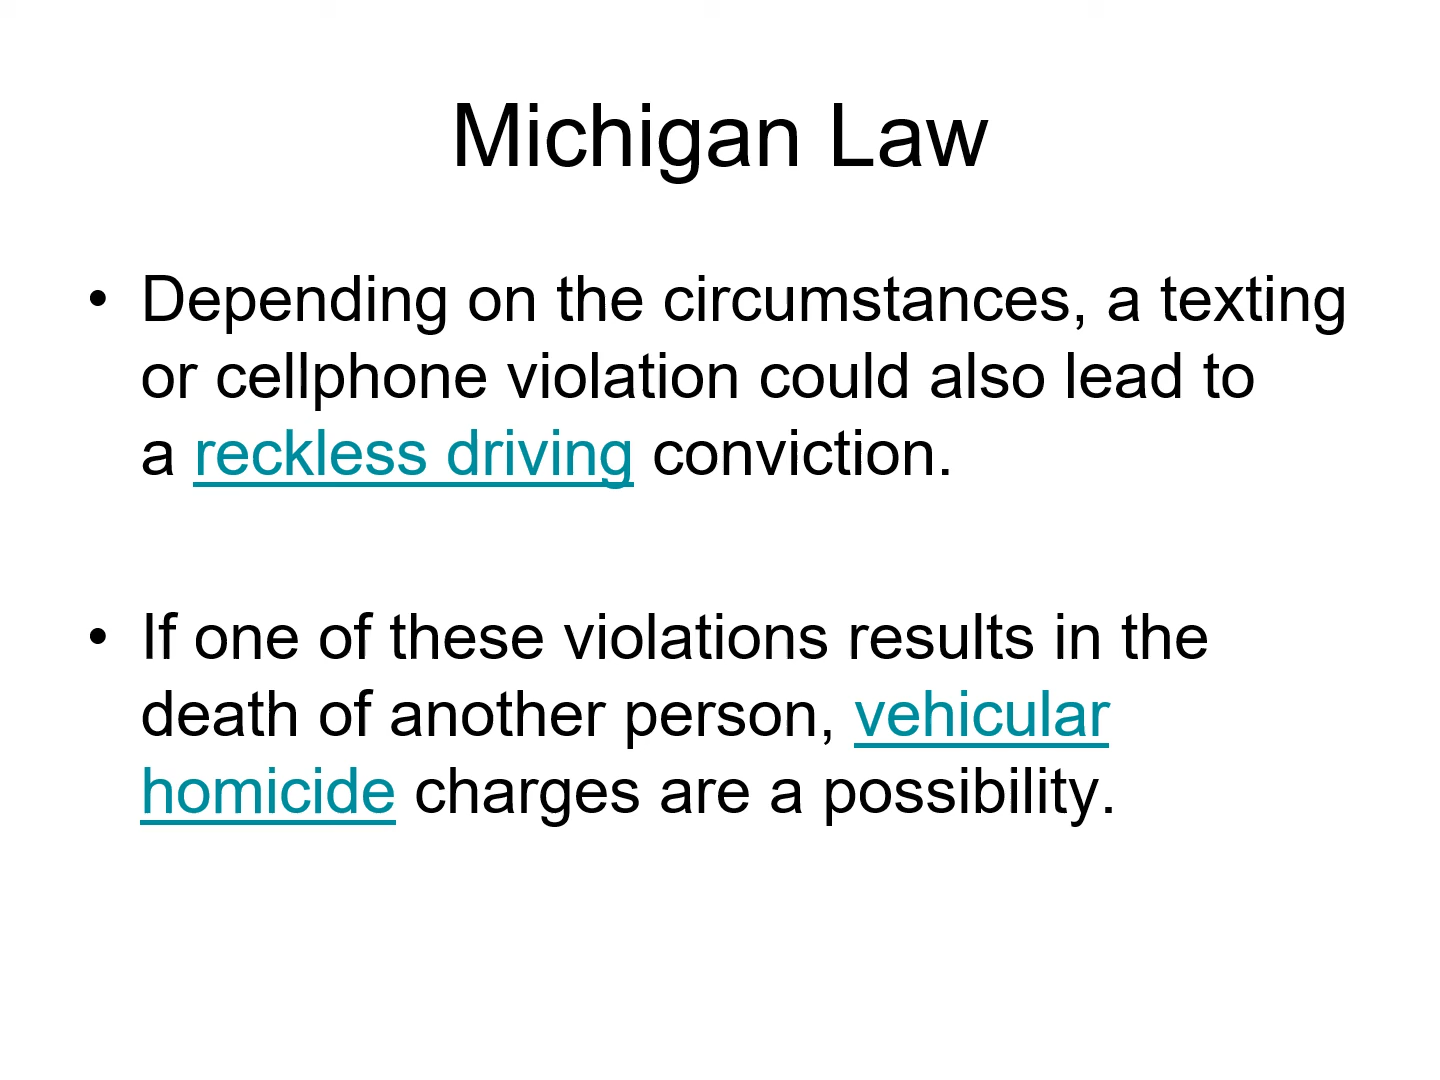 Michigan Law
• Depending on the circumstances, a texting
or cellphone violation could also lead to
a reckless driving conviction.
• If one of these violations results in the
death of another person, vehicular
homicide charges are a possibility.